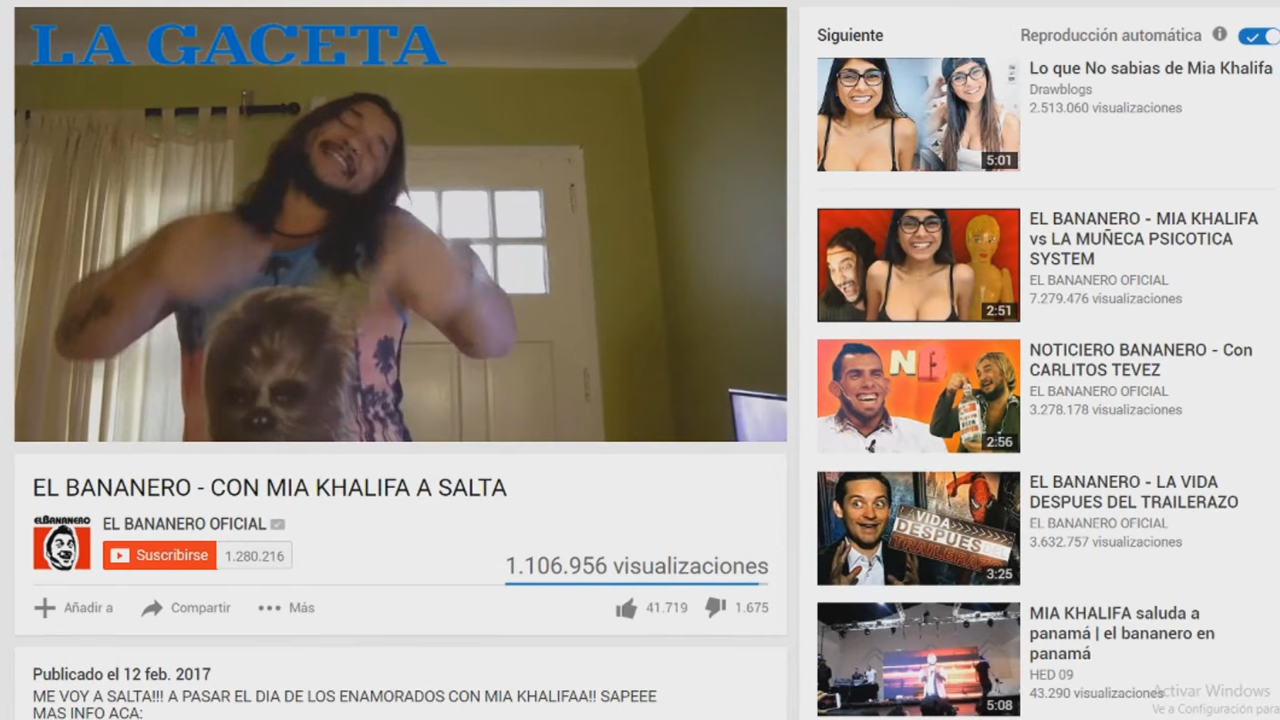 LA GACETA
EL BANANERO - CON MIA KHALIFA A SALTA
ELBANANERO
EL BANANERO OFICIAL
Suscribirse
1.280.216
1.106.956 visualizaciones
Añadir a
Compartir
Más
41.719
1.675
Publicado el 12 feb. 2017
ME VOY A SALTA!!! A PASAR EL DIA DE LOS ENAMORADOS CON MIA KHALIFAA!! SAPEEE
MAS INFO ACA:
Siguiente
Reproducción automática
Lo que No sabias de Mia Khalifa
Drawblogs
2.513.060 visualizaciones
5:01
EL BANANERO - MIA KHALIFA
vs LA MUÑECA PSICOTICA
SYSTEM
EL BANANERO OFICIAL
7.279.476 visualizaciones
2:51
NOTICIERO BANANERO - Con
CARLITOS TEVEZ
EL BANANERO OFICIAL
3.278.178 visualizaciones
2:56
EL BANANERO - LA VIDA
DESPUES DEL TRAILERAZO
EL BANANERO OFICIAL
3.632.757 visualizaciones
LA VIDA
DESPUES DEL
TRAILERAZO
3:25
MIA KHALIFA saluda a
panamá | el bananero en
panamá
HED 09
43.290 visualizaciones
5:08
Activar Windows
Ve a Configuración para